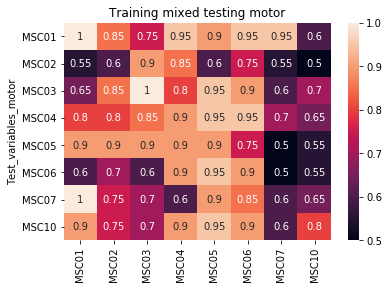 Training mixed testing motor
Test_variables_motor
MSC01 1 0.85 0.75 0.95 0.9 0.95 0.95 0.6
MSC02 0.55 0.6 0.9 0.85 0.6 0.75 0.55 0.5
MSC03 0.65 0.85 1 0.8 0.95 0.9 0.6 0.7
MSC04 0.8 0.8 0.85 0.9 0.95 0.95 0.7 0.65
MSC05 0.9 0.9 0.9 0.9 0.9 0.75 0.5 0.55
MSC06 0.6 0.7 0.6 0.9 0.95 0.9 0.5 0.55
MSC07 1 0.75 0.7 0.6 0.9 0.85 0.6 0.65
MSC10 0.9 0.75 0.7 0.9 0.95 0.9 0.6 0.8
MSC01 MSC02 MSC03 MSC04 MSC05 MSC06 MSC07 MSC10
1.0
0.9
0.8
0.7
0.6
0.5